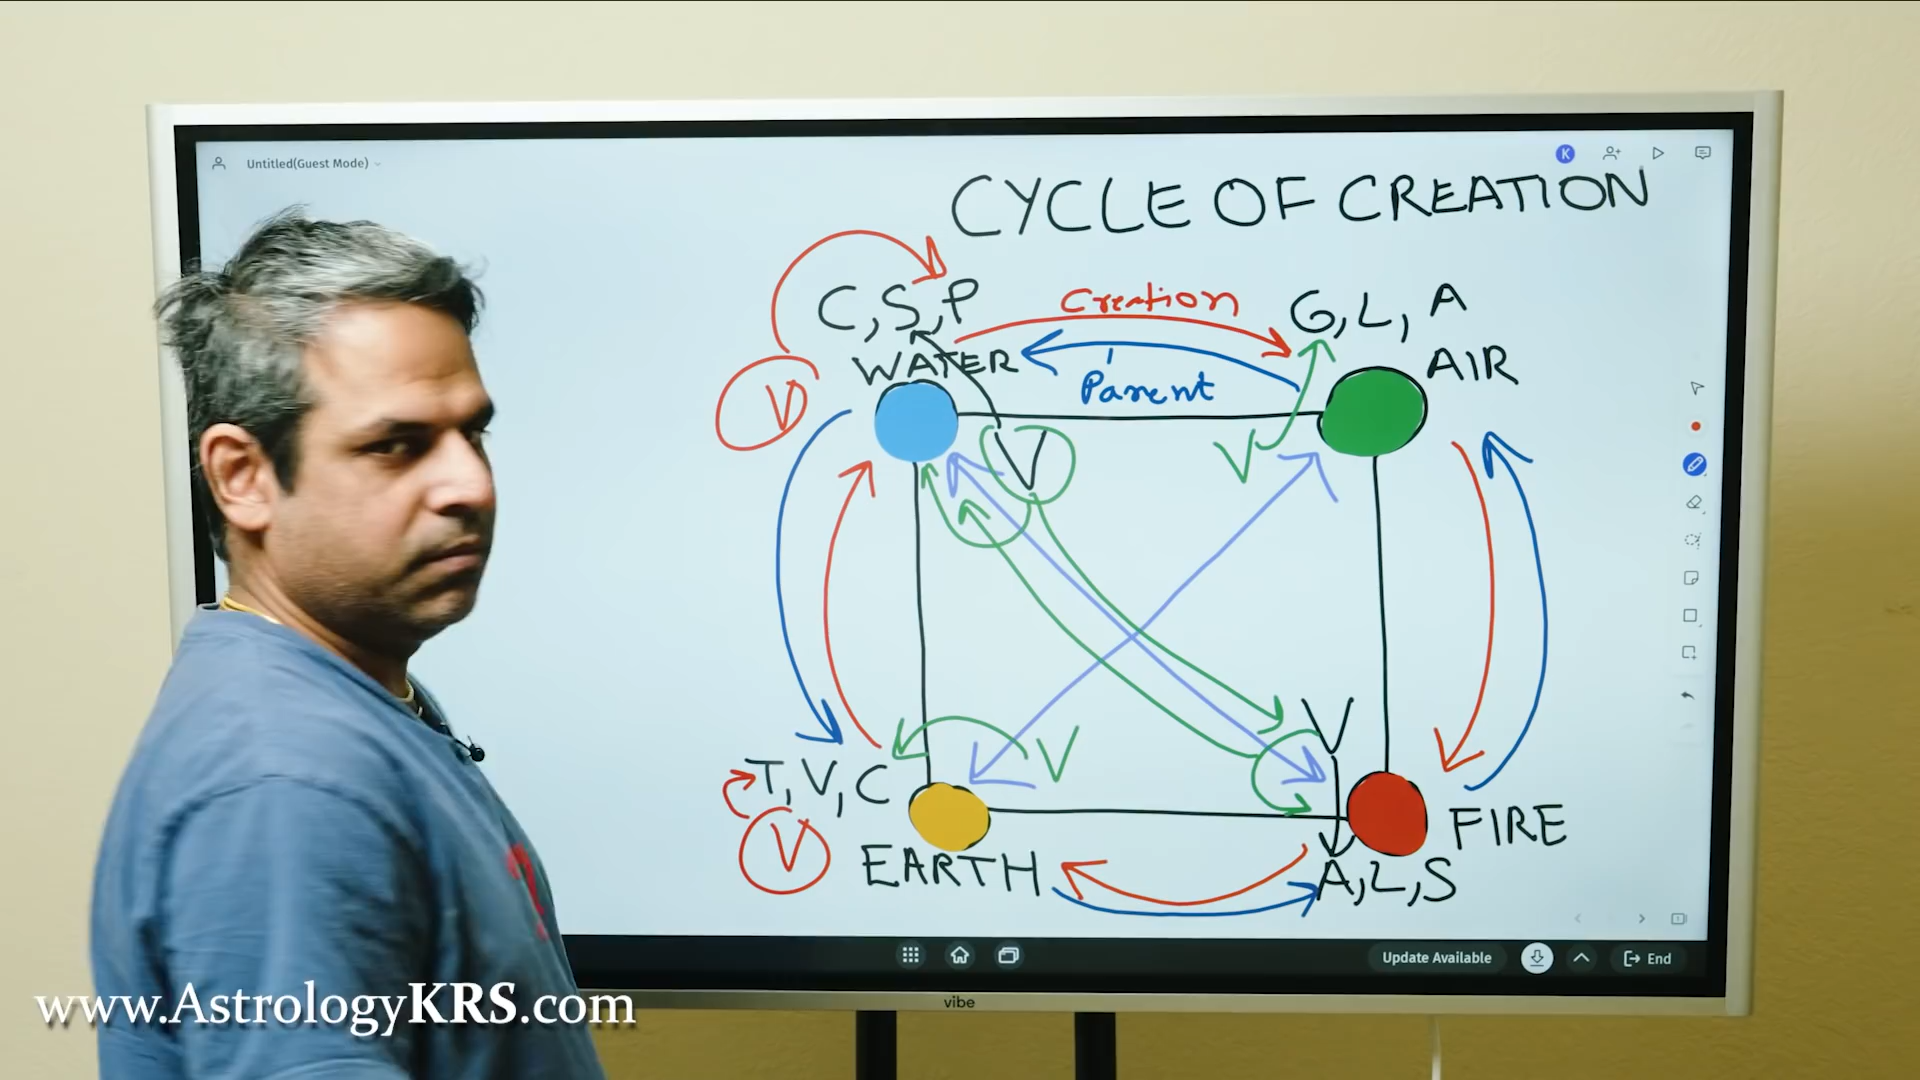 Untitled(Guest Mode)
K
CYCLE OF CREATION
C, S, P
Creation
G, L, A
WATER
AIR
Parent
V
V
V
V
V
T, V, C
V
FIRE
EARTH
A, L, S
Update Available
End
www.AstrologyKRS.com
vibe